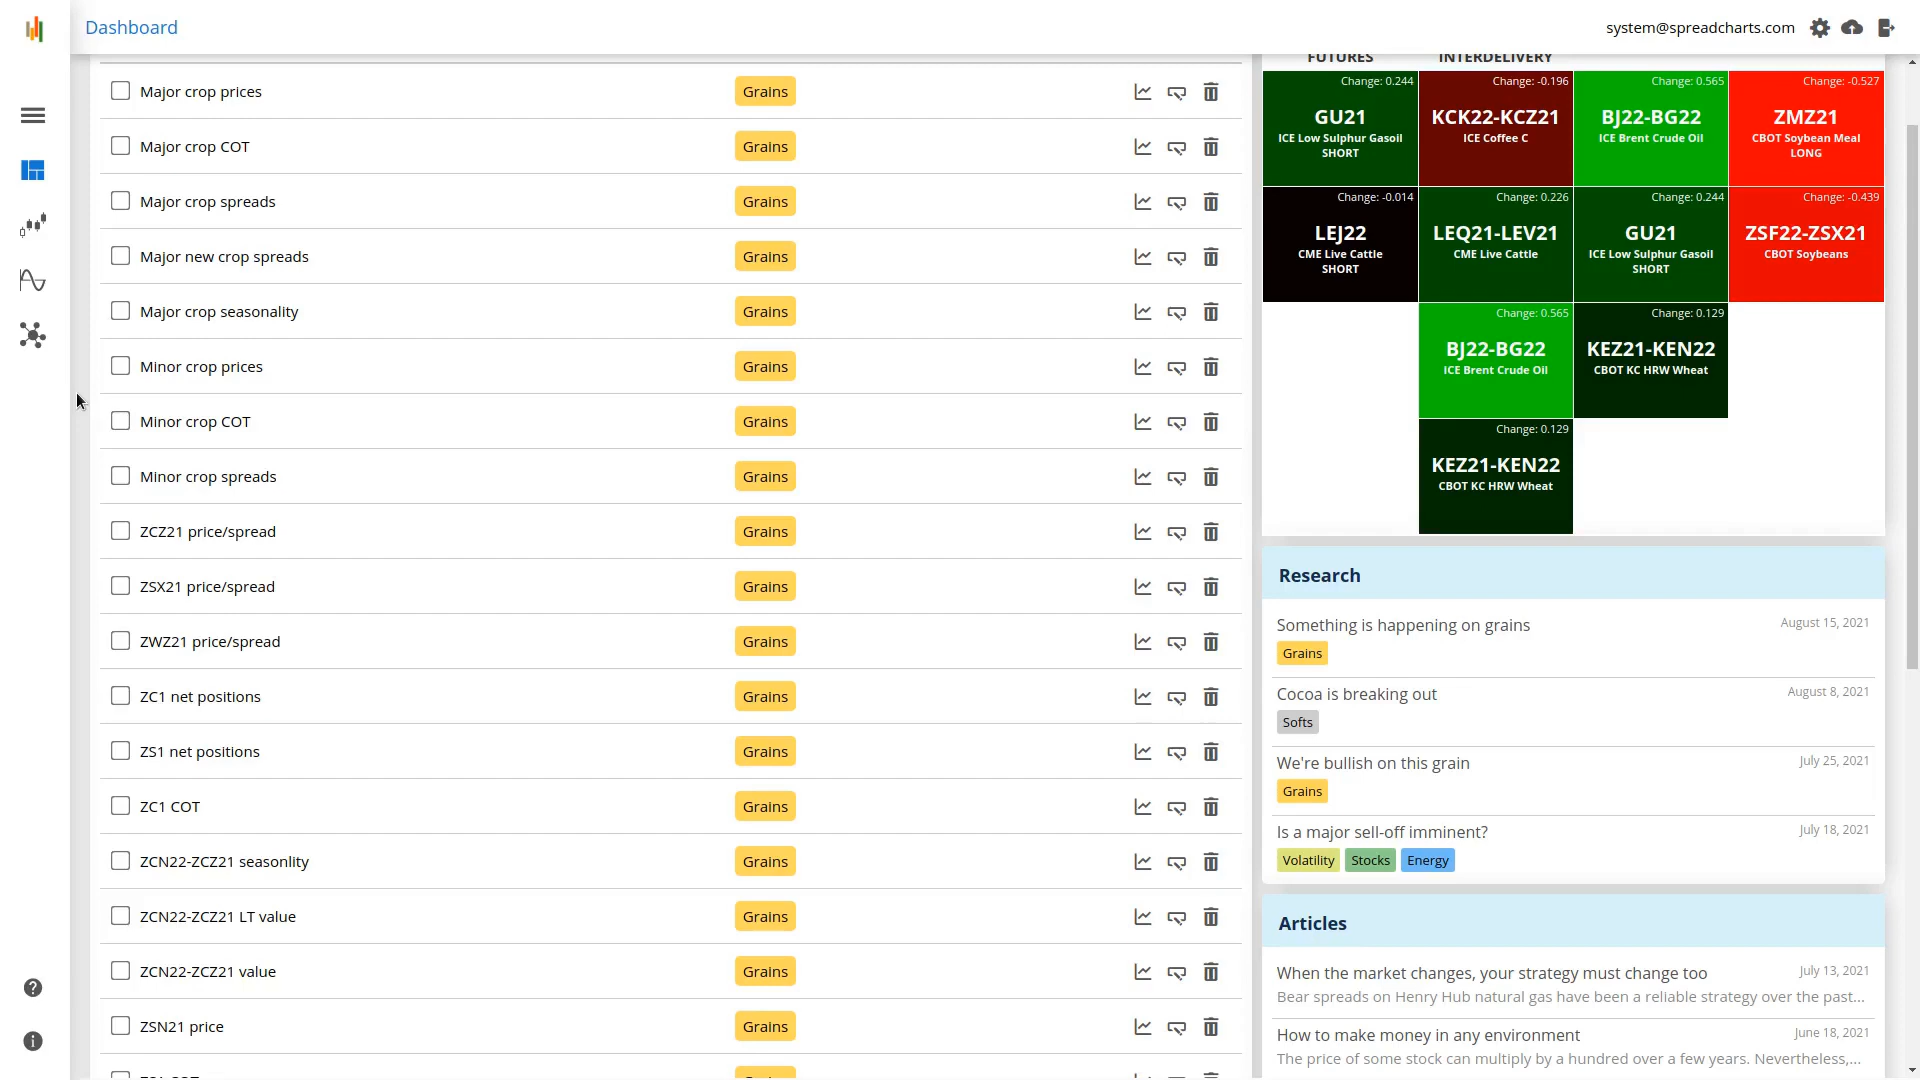 Dashboard
system@spreadcharts.com
Major crop prices
Grains
Major crop COT
Grains
Major crop spreads
Grains
Major new crop spreads
Grains
Major crop seasonality
Grains
Minor crop prices
Grains
Minor crop COT
Grains
Minor crop spreads
Grains
ZCZ21 price/spread
Grains
ZSX21 price/spread
Grains
ZWZ21 price/spread
Grains
ZC1 net positions
Grains
ZS1 net positions
Grains
ZC1 COT
Grains
ZCN22-ZCZ21 seasonlity
Grains
ZCN22-ZCZ21 LT value
Grains
ZCN22-ZCZ21 value
Grains
ZSN21 price
Grains
FUTURES
INTERDELIVERY
Change: 0.244
GU21
ICE Low Sulphur Gasoil
SHORT
Change: -0.196
KCK22-KCZ21
ICE Coffee C
Change: 0.565
BJ22-BG22
ICE Brent Crude Oil
Change: -0.527
ZMZ21
CBOT Soybean Meal
LONG
Change: -0.014
LEJ22
CME Live Cattle
SHORT
Change: 0.226
LEQ21-LEV21
CME Live Cattle
Change: 0.244
GU21
ICE Low Sulphur Gasoil
SHORT
Change: -0.439
ZSF22-ZSX21
CBOT Soybeans
Change: 0.565
BJ22-BG22
ICE Brent Crude Oil
Change: 0.129
KEZ21-KEN22
CBOT KC HRW Wheat
Change: 0.129
KEZ21-KEN22
CBOT KC HRW Wheat
Research
Something is happening on grains
August 15, 2021
Grains
Cocoa is breaking out
August 8, 2021
Softs
We're bullish on this grain
July 25, 2021
Grains
Is a major sell-off imminent?
July 18, 2021
Volatility
Stocks
Energy
Articles
When the market changes, your strategy must change too
July 13, 2021
Bear spreads on Henry Hub natural gas have been a reliable strategy over the past...
How to make money in any environment
June 18, 2021
The price of some stock can multiply by a hundred over a few years. Nevertheless,...